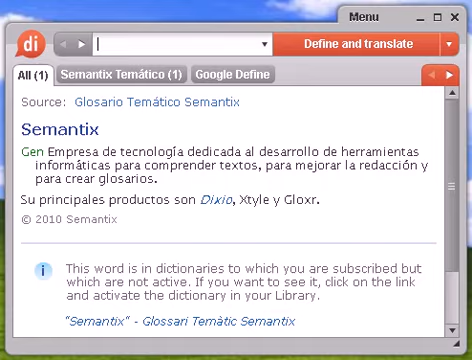 Menu
di
Define and translate
All (1) Semantix Temático (1) Google Define
Source: Glosario Temático Semantix
Semantix
Gen Empresa de tecnología dedicada al desarrollo de herramientas
informáticas para comprender textos, para mejorar la redacción y
para crear glosarios.
Su principales productos son Dixio, Xtyle y Gloxr.
© 2010 Semantix
i
This word is in dictionaries to which you are subscribed but
which are not active. If you want to see it, click on the link
and activate the dictionary in your Library.
"Semantix" - Glossari Temàtic Semantix